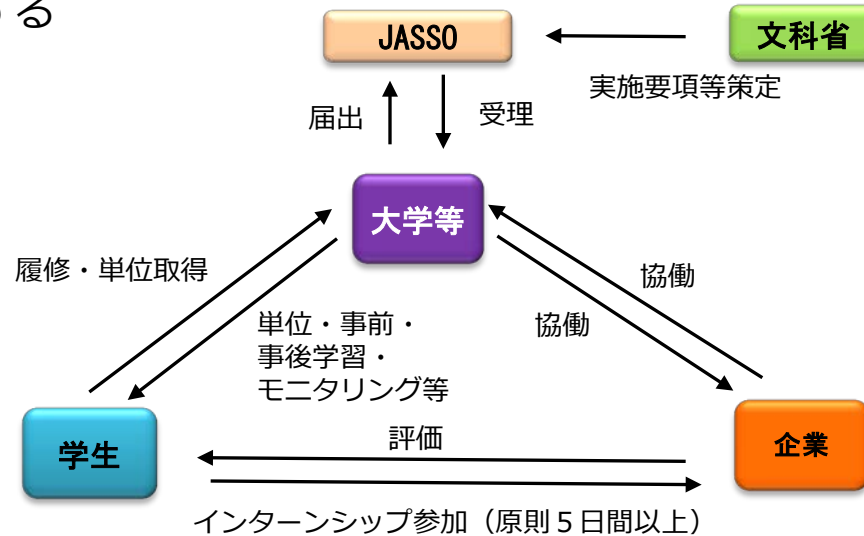 る
JASSO
文科省
実施要項等策定
届出
受理
大学等
履修・単位取得
協働
単位・事前・
事後学習・
モニタリング等
協働
学生
評価
企業
インターンシップ参加（原則５日間以上）